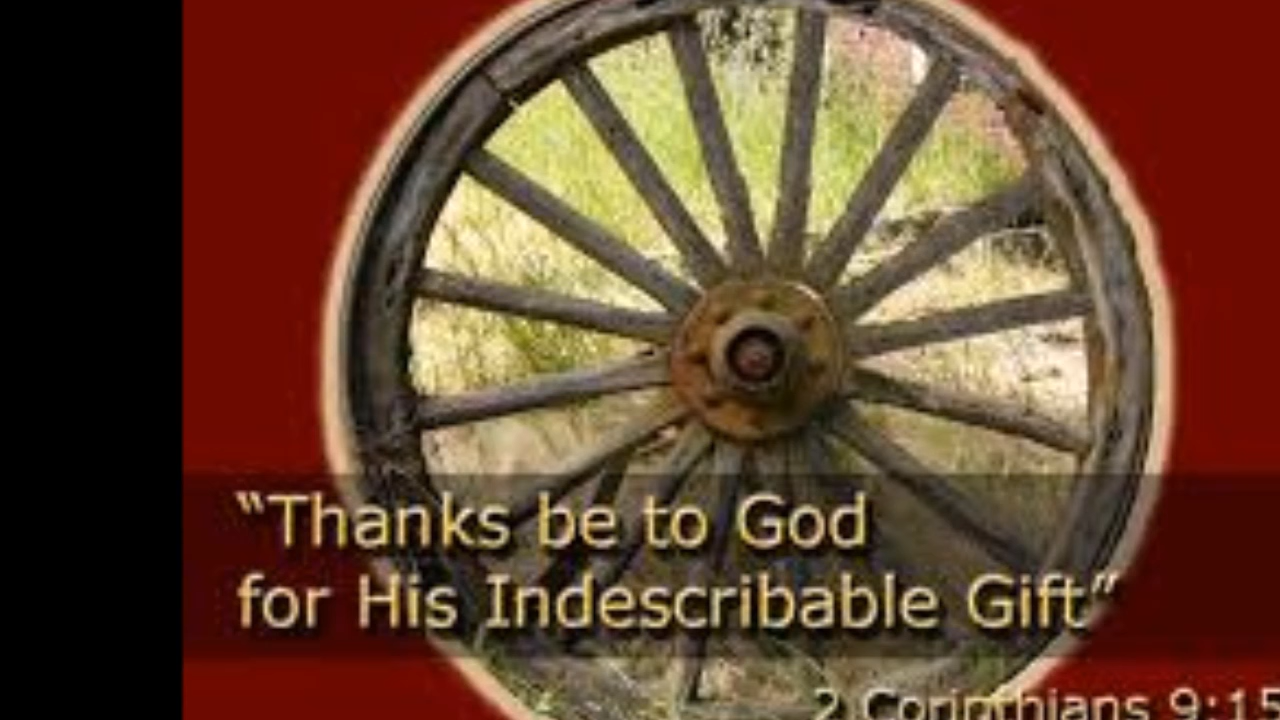 “Thanks be to God
for His Indescribable Gift”
2 Corinthians 9:15